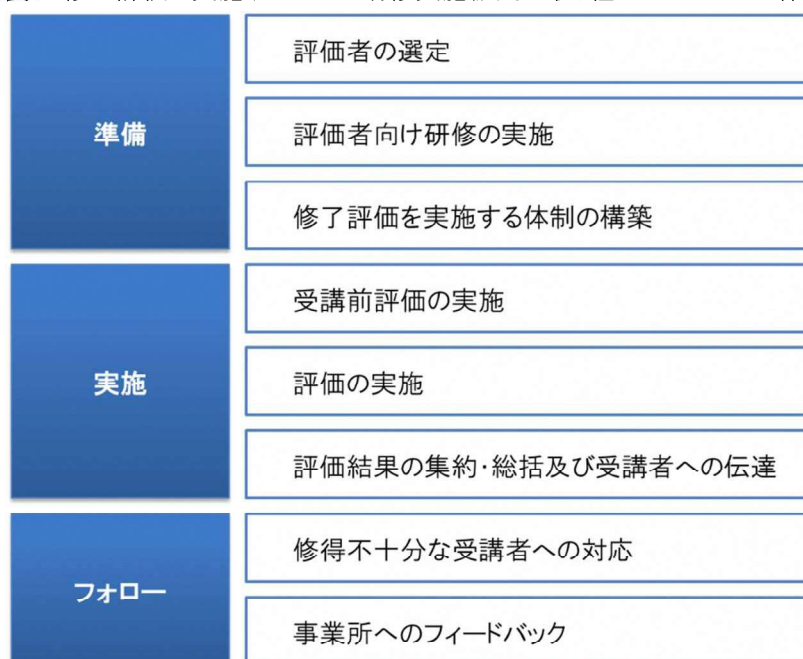 準備
評価者の選定
評価者向け研修の実施
修了評価を実施する体制の構築
実施
受講前評価の実施
評価の実施
評価結果の集約・総括及び受講者への伝達
フォロー
修得不十分な受講者への対応
事業所へのフィードバック